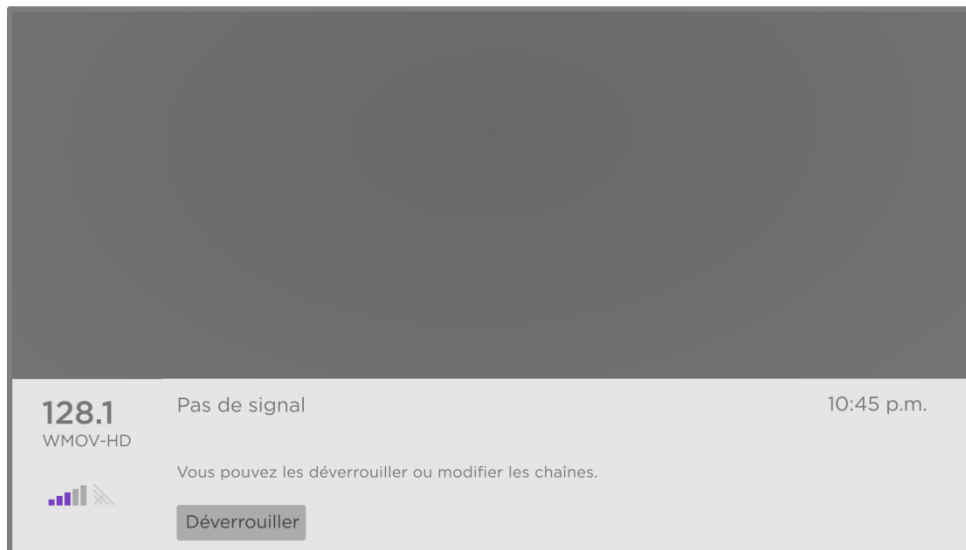 128.1
WMOV-HD
Pas de signal
10:45 p.m.
Vous pouvez les déverrouiller ou modifier les chaînes.
Déverrouiller